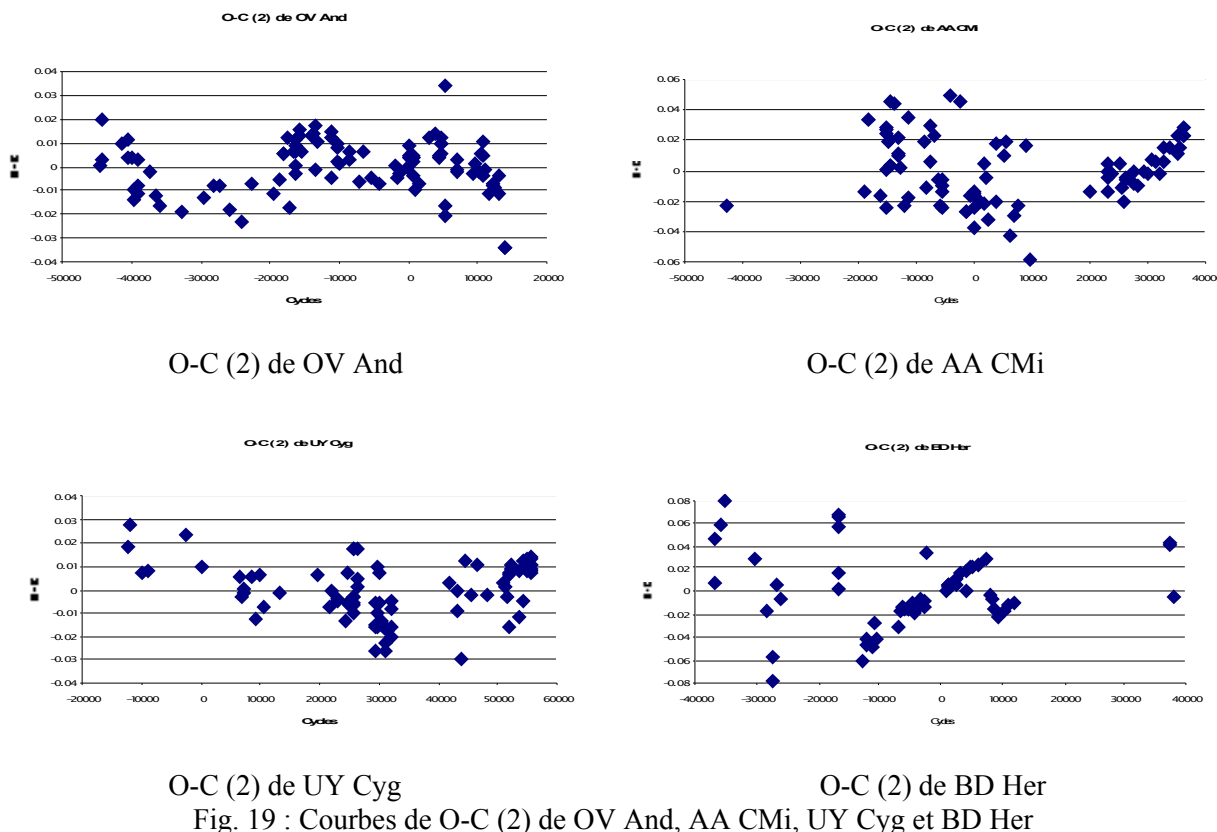 O-C (2) de OV And
0.04
0.03
0.02
0.01
0
-0.01
-0.02
-0.03
-0.04
-50000 -40000 -30000 -20000 -10000 0 10000 20000
Cycles
O-C (2) de OV And
O-C (2) de AA CMi
0.06
0.04
0.02
0
-0.02
-0.04
-0.06
-50000 -40000 -30000 -20000 -10000 0 10000 20000 30000 40000
Cycles
O-C (2) de AA CMi
O-C (2) de UY Cyg
0.04
0.03
0.02
0.01
0
-0.01
-0.02
-0.03
-0.04
-20000 -10000 0 10000 20000 30000 40000 50000 60000
Cycles
O-C (2) de UY Cyg
O-C (2) de BD Her
0.08
0.06
0.04
0.02
0
-0.02
-0.04
-0.06
-0.08
-40000 -30000 -20000 -10000 0 10000 20000 30000 40000
Cycles
O-C (2) de BD Her
Fig. 19 : Courbes de O-C (2) de OV And, AA CMi, UY Cyg et BD Her